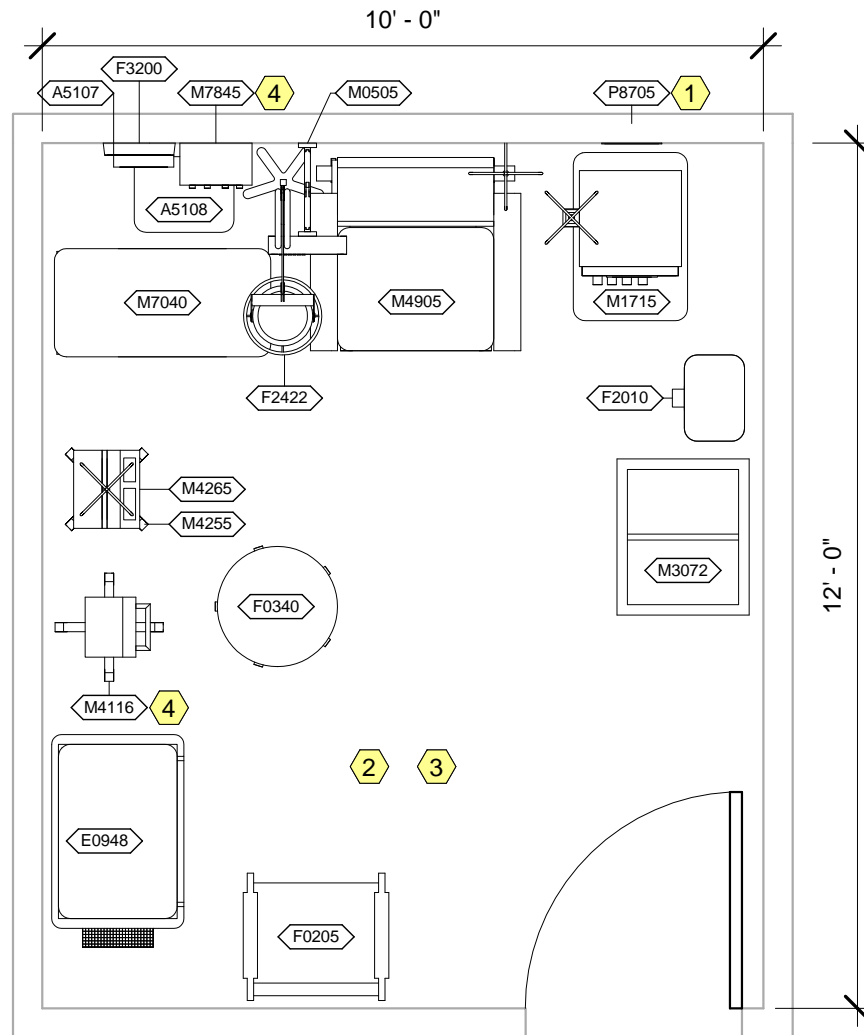 10' - 0"
F3200
A5107
M7845
4
M0505
P8705
1
A5108
M7040
M4905
M1715
F2422
F2010
M4265
M4255
12' - 0"
M3072
F0340
M4116
4
2
3
E0948
F0205